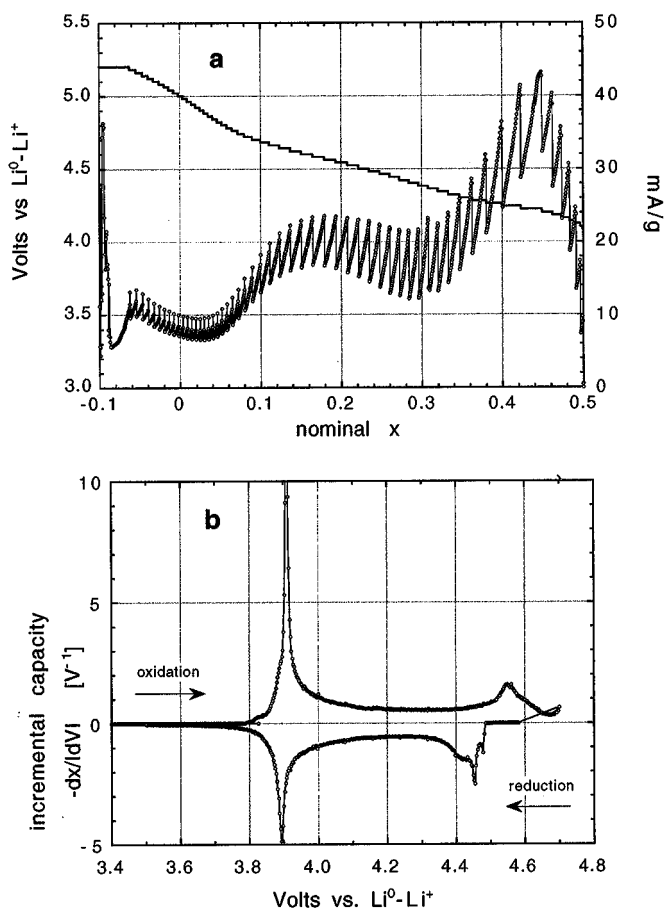 a
5.5
5.0
4.5
4.0
3.5
3.0
Volts vs Li⁰-Li⁺
50
40
30
20
10
0
mA/g
-0.1
0
0.1
0.2
0.3
0.4
0.5
nominal x
b
10
5
0
-5
incremental capacity
-dx/|dV|
[V⁻¹]
oxidation
reduction
3.4
3.6
3.8
4.0
4.2
4.4
4.6
4.8
Volts vs. Li⁰-Li⁺